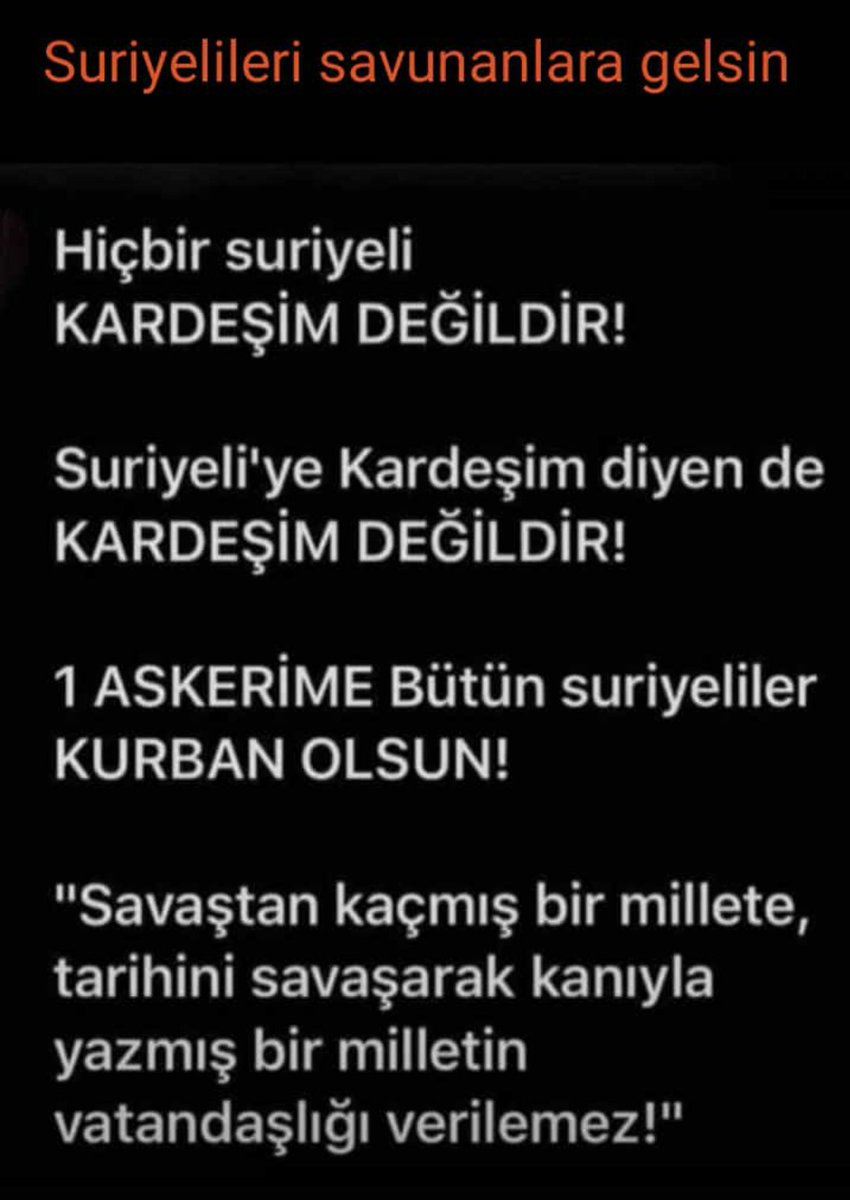 Suriyelileri savunanlara gelsin
Hiçbir suriyeli
KARDEŞİM DEĞİLDİR!
Suriyeli'ye Kardeşim diyen de
KARDEŞİM DEĞİLDİR!
1 ASKERİME Bütün suriyeliler
KURBAN OLSUN!
"Savaştan kaçmış bir millete,
tarihini savaşarak kanıyla
yazmış bir milletin
vatandaşlığı verilemez!"